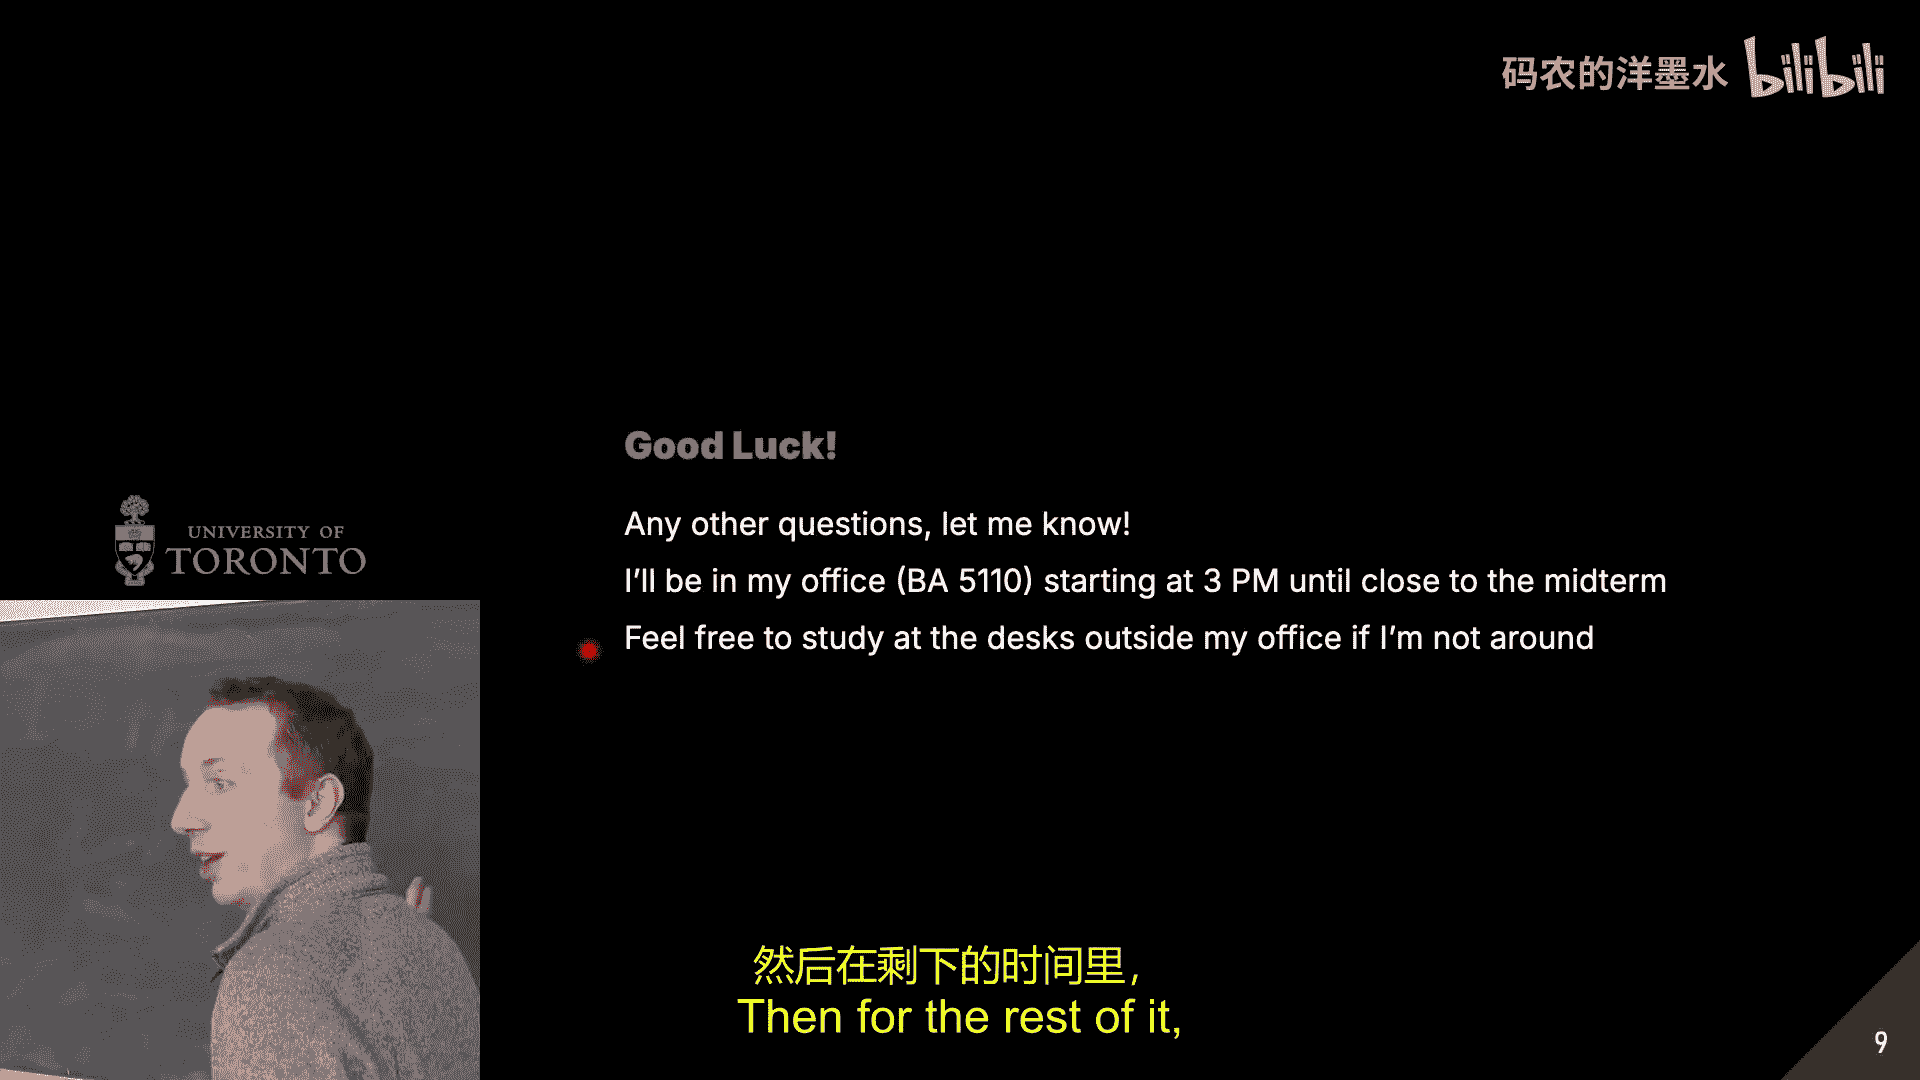 码农的洋墨水 bilibili
Good Luck!
Any other questions, let me know!
I’ll be in my office (BA 5110) starting at 3 PM until close to the midterm
Feel free to study at the desks outside my office if I’m not around
UNIVERSITY OF
TORONTO
然后在剩下的时间里，
Then for the rest of it,
9